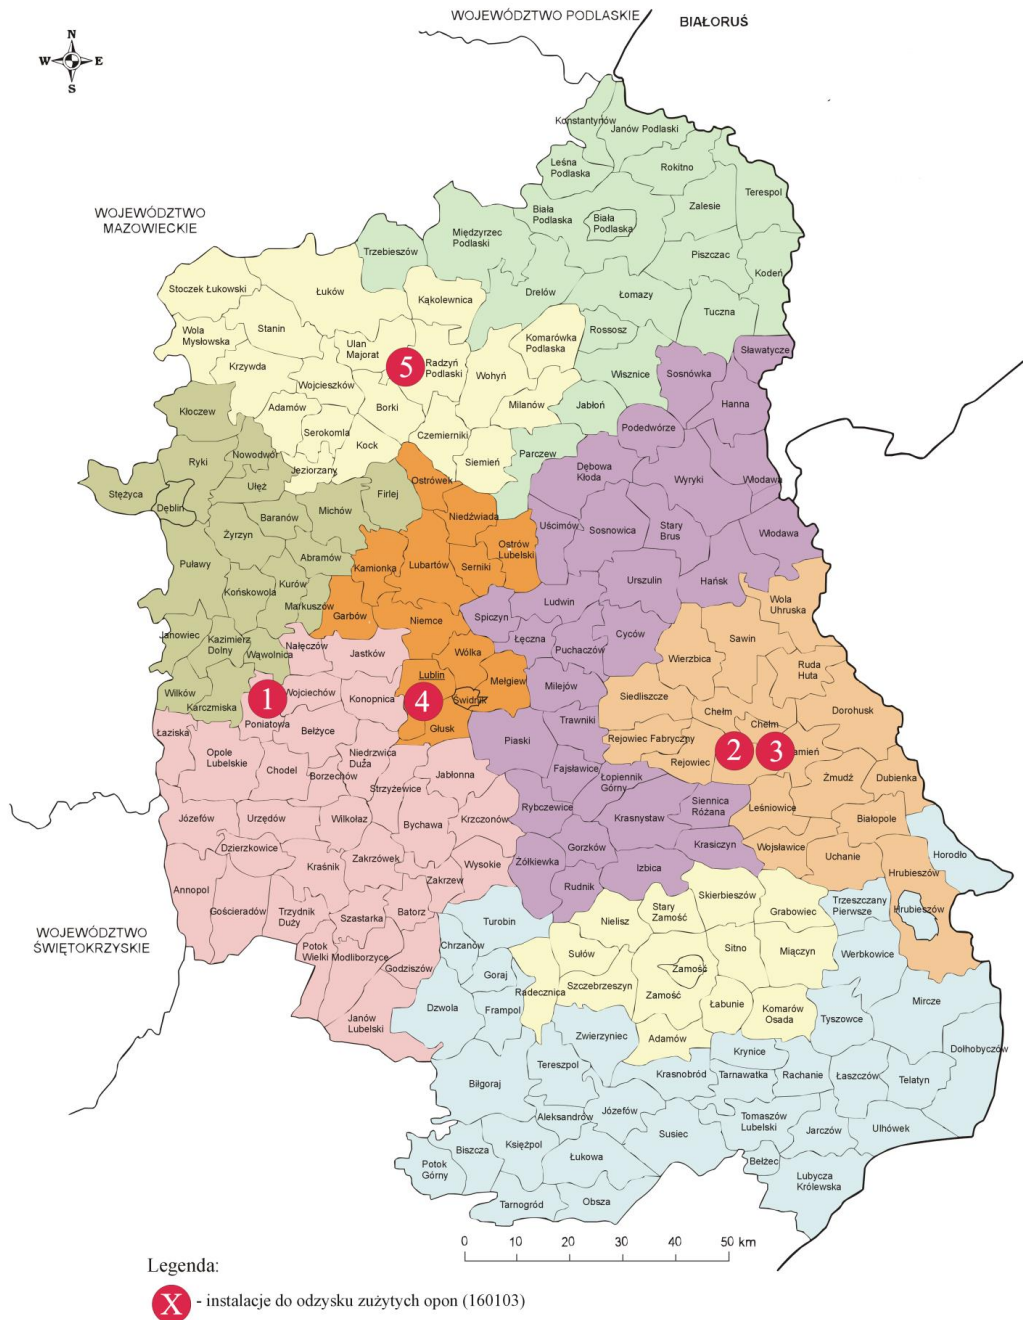 WOJEWÓDZTWO PODLASKIE
BIAŁORUŚ
N
W E
S
Konstantynów
Janów Podlaski
Leśna
Podlaska
Rokitno
Terespol
WOJEWÓDZTWO
MAZOWIECKIE
Zalesie
Biała
Podlaska
Biała
Podlaska
Międzyrzec
Podlaski
Trzebieszów
Piszczac
Kodeń
Stoczek Łukowski
Łuków
Kąkolewnica
Drelów
Łomazy
Tuczna
Wola
Mysłowska
Stanin
Ulan
Majorat
Komarówka
Podlaska
Rossosz
Sławatycze
5
Radzyń
Podlaski
Krzywda
Wohyń
Wisznice
Sosnówka
Wojcieszków
Hanna
Kłoczew
Adamów
Borki
Milanów
Jabłoń
Serokomla
Czemierniki
Podedwórze
Kock
Nowodwór
Ryki
Siemień
Parczew
Jeziorzany
Dębowa
Kłoda
Wyryki
Włodawa
Stężyca
Ułęż
Ostrówek
Firlej
Dęblin
Michów
Baranów
Niedźwiada
Uścimów
Sosnowica
Stary
Brus
Włodawa
Żyrzyn
Ostrów
Lubelski
Abramów
Puławy
Kamionka
Lubartów
Serniki
Urszulin
Hańsk
Końskowola
Kurów
Markuszów
Garbów
Niemce
Spiczyn
Ludwin
Wola
Uhruska
Janowiec
Kazimierz
Dolny
Nałęczów
Jastków
Łęczna
Cyców
Sawin
Wąwolnica
Wólka
Puchaczów
Wierzbica
Ruda
Huta
Lublin
Mełgiew
Milejów
Siedliszcze
Wilków
Karczmiska
1
Wojciechów
Konopnica
4
Świdnik
Chełm
Dorohusk
Trawniki
Poniatowa
Chełm
Łaziska
Bełżyce
Głusk
Rejowiec Fabryczny
2
3
Kamień
Opole
Lubelskie
Niedrzwica
Duża
Piaski
Rejowiec
Chodel
Borzechów
Jabłonna
Fajsławice
Łopiennik
Górny
Żmudź
Dubienka
Strzyżewice
Józefów
Urzędów
Wilkołaz
Bychawa
Krzczonów
Rybczewice
Krasnystaw
Siennica
Różana
Leśniowice
Białopole
Dzierzkowice
Gorzków
Krasiczyn
Wojsławice
Horodło
Zakrzówek
Wysokie
Żółkiewka
Uchanie
Kraśnik
Izbica
Hrubieszów
Annopol
Zakrzew
Rudnik
Skierbieszów
Trzeszczany
Pierwsze
Hrubieszów
Gościeradów
Trzydnik
Duży
Szastarka
Batorz
Turobin
Nielisz
Stary
Zamość
Grabowiec
WOJEWÓDZTWO
ŚWIĘTOKRZYSKIE
Potok
Wielki
Modliborzyce
Chrzanów
Sułów
Sitno
Miączyn
Werbkowice
Godziszów
Goraj
Zamość
Szczebrzeszyn
Radecznica
Zamość
Łabunie
Komarów
Osada
Mircze
Dzwola
Frampol
Janów
Lubelski
Tyszowce
Zwierzyniec
Adamów
Krynice
Dołhobyczów
Tereszpol
Krasnobród
Tarnawatka
Rachanie
Łaszczów
Telatyn
Biłgoraj
Józefów
Aleksandrów
Tomaszów
Lubelski
Jarczów
Ulhówek
Susiec
Biszcza
Księżpol
Łukowa
Bełżec
Potok
Górny
Lubycza
Królewska
Tarnogród
Obsza
0 10 20 30 40 50 km
Legenda:
X - instalacje do odzysku zużytych opon (160103)